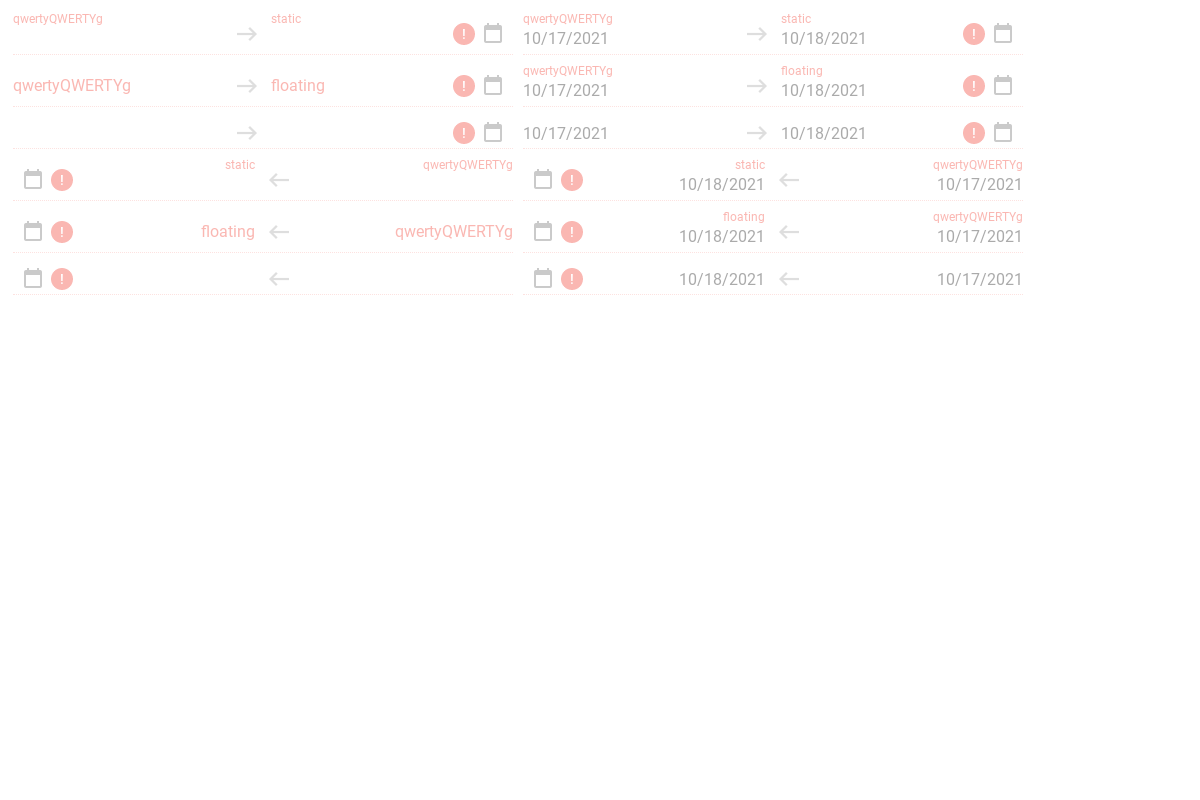 qwertyQWERTYg static qwertyQWERTYg static
10/17/2021 10/18/2021
qwertyQWERTYg floating qwertyQWERTYg floating
10/17/2021 10/18/2021
10/17/2021 10/18/2021
static qwertyQWERTYg static qwertyQWERTYg
10/18/2021 10/17/2021
floating qwertyQWERTYg floating qwertyQWERTYg
10/18/2021 10/17/2021
10/18/2021 10/17/2021